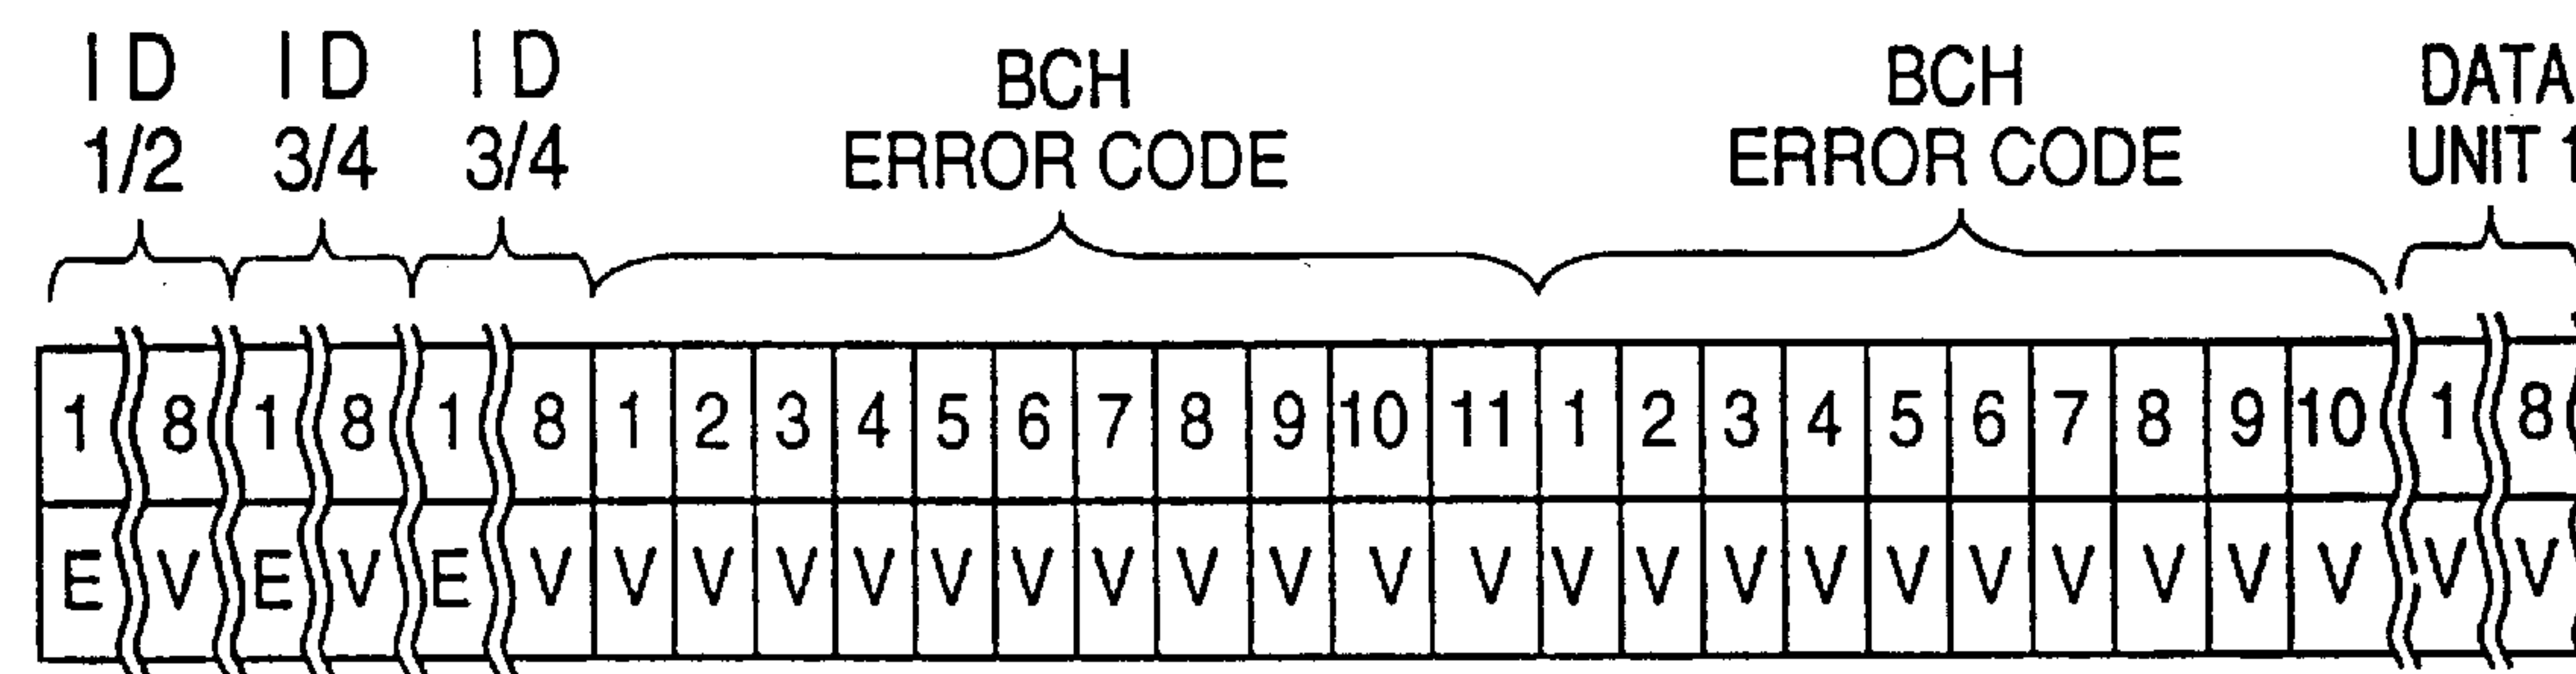 ID ID ID BCH BCH DATA
1/2 3/4 3/4 ERROR CODE ERROR CODE UNIT 1
1 8 1 8 1 8 1 2 3 4 5 6 7 8 9 10 11 1 2 3 4 5 6 7 8 9 10 1 8
E V E V E V V V V V V V V V V V V V V V V V V V V V V V V